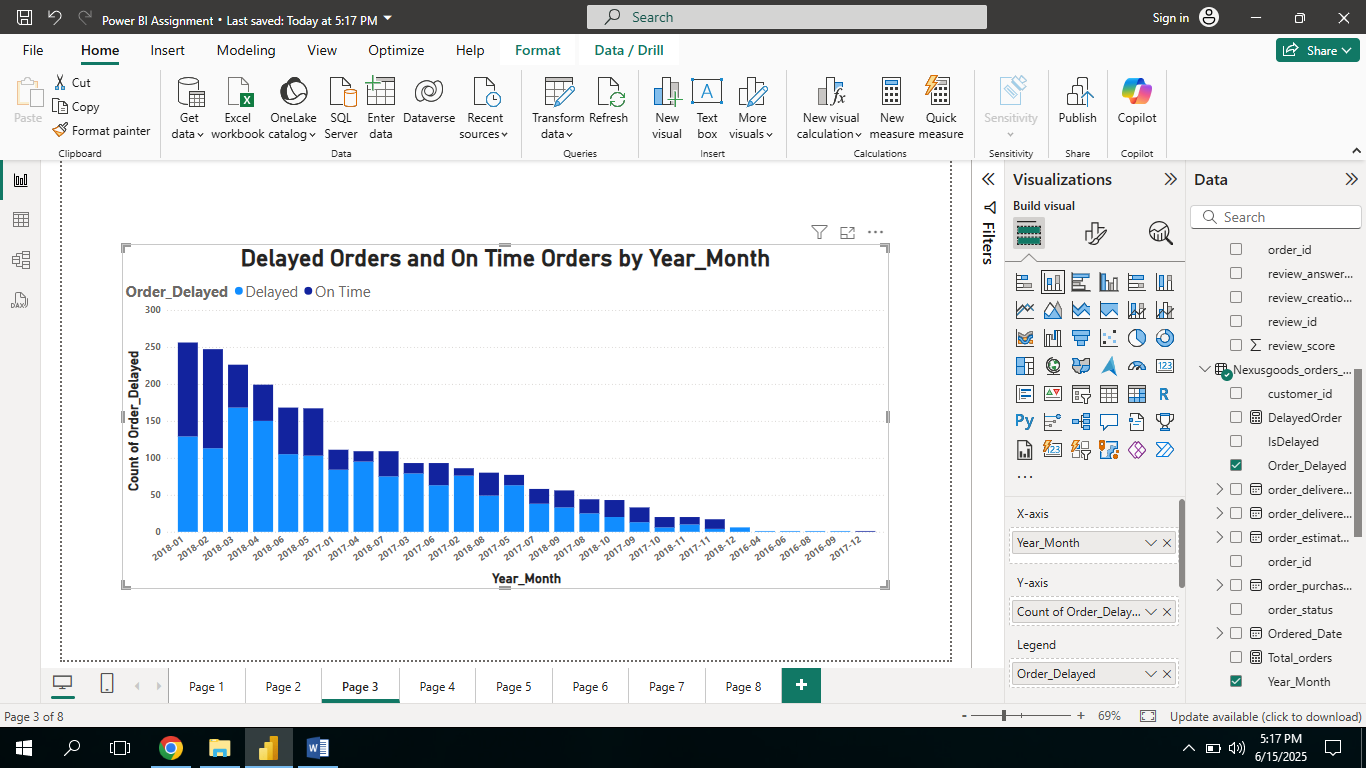 Power BI Assignment • Last saved: Today at 5:17 PM
Search
Sign in
File
Home
Insert
Modeling
View
Optimize
Help
Format
Data / Drill
Share
Paste
Cut
Copy
Format painter
Clipboard
Get data
Excel workbook
OneLake catalog
SQL Server
Enter data
Dataverse
Recent sources
Data
Transform data
Refresh
Queries
New visual
Text box
More visuals
Insert
New visual calculation
New measure
Quick measure
Calculations
Sensitivity
Sensitivity
Publish
Share
Copilot
Copilot
Delayed Orders and On Time Orders by Year_Month
Order_Delayed Delayed On Time
Count of Order_Delayed
300
250
200
150
100
50
0
2018-01
2018-02
2018-03
2018-04
2018-06
2018-05
2017-01
2017-04
2018-07
2017-03
2017-06
2017-02
2018-08
2017-05
2017-07
2018-09
2017-08
2018-10
2017-09
2017-10
2018-11
2017-11
2018-12
2016-04
2016-06
2016-08
2016-09
2017-12
Year_Month
Filters
Visualizations
Build visual
123
R
Py
123
...
X-axis
Year_Month
Y-axis
Count of Order_Delay...
Legend
Order_Delayed
Data
Search
order_id
review_answer...
review_creatio...
review_id
review_score
Nexusgoods_orders_...
customer_id
DelayedOrder
IsDelayed
Order_Delayed
order_delivere...
order_delivere...
order_estimat...
order_id
order_purchas...
order_status
Ordered_Date
Total_orders
Year_Month
Page 1
Page 2
Page 3
Page 4
Page 5
Page 6
Page 7
Page 8
+
Page 3 of 8
- + 69%
Update available (click to download)
5:17 PM
6/15/2025